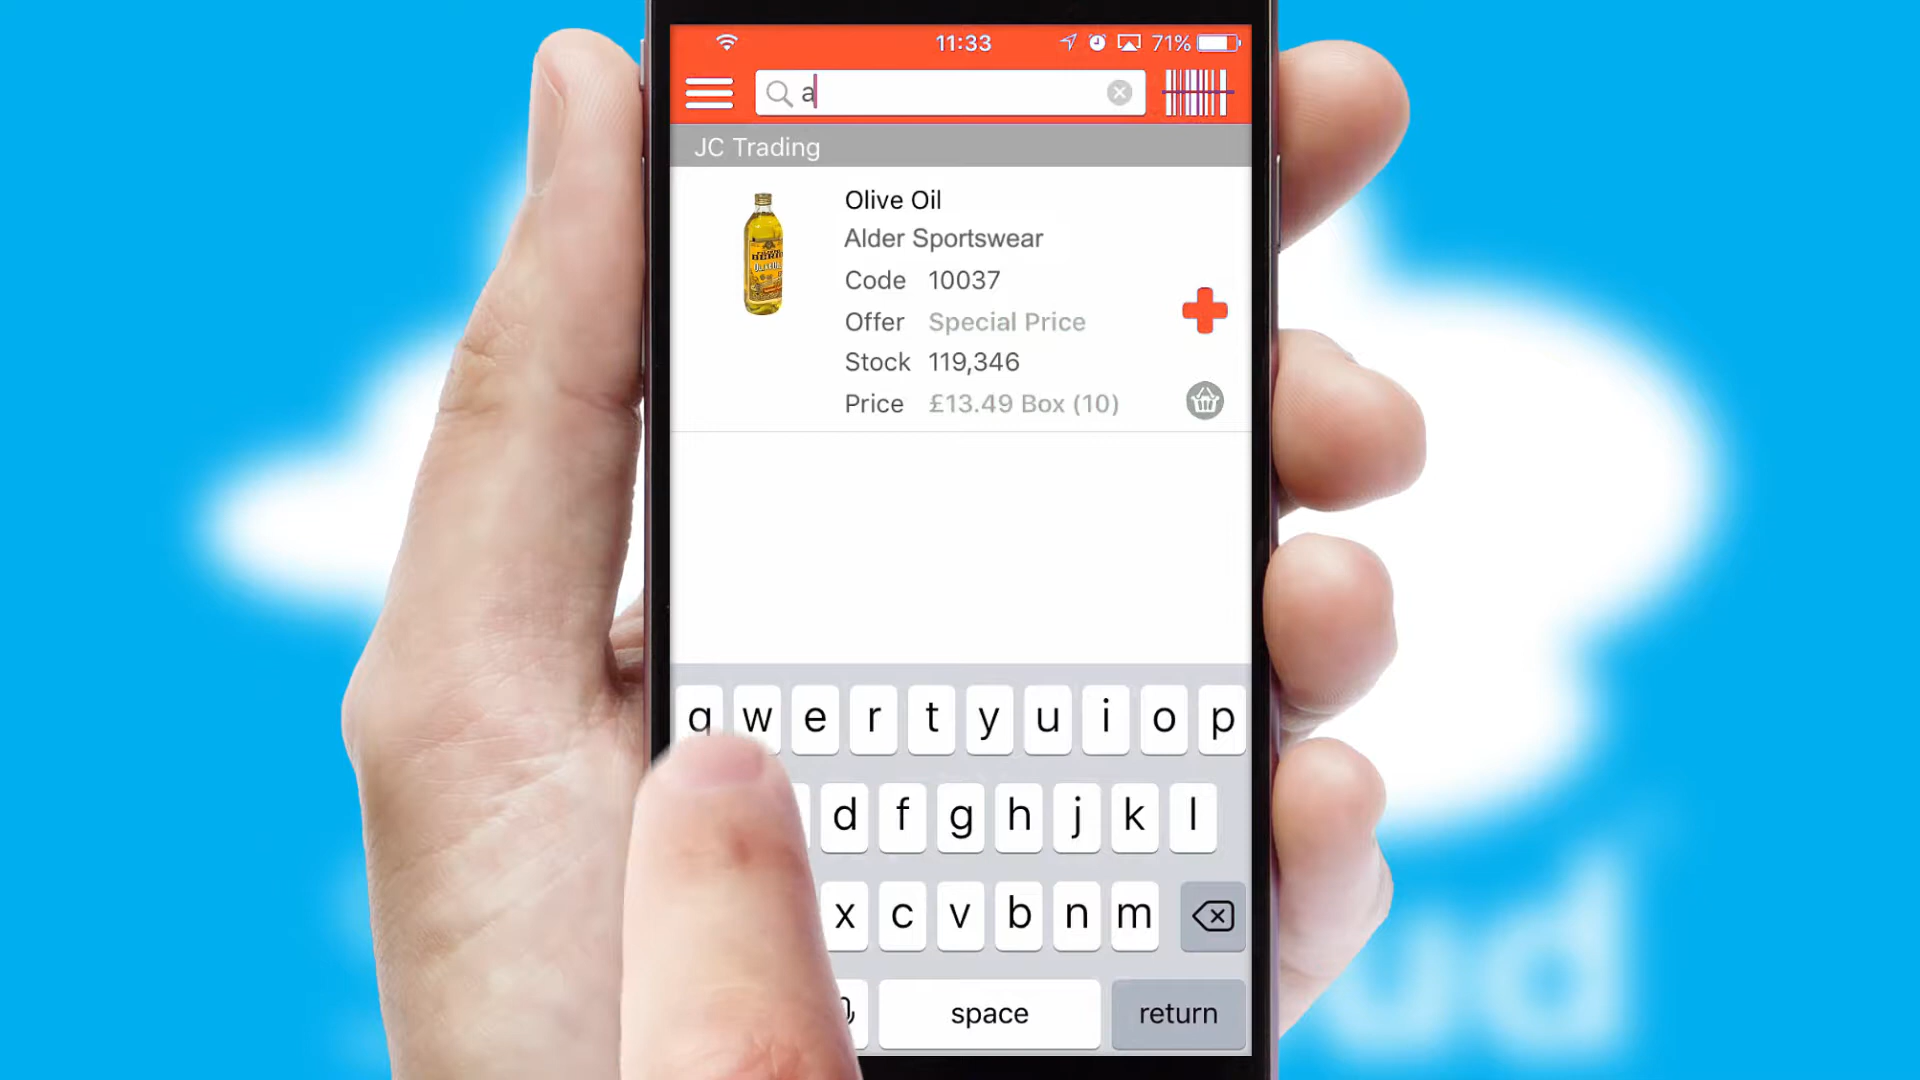 11:33 71%
a
JC Trading
Olive Oil
Alder Sportswear
Code 10037
Offer Special Price
Stock 119,346
Price £13.49 Box (10)
q w e r t y u i o p
d f g h j k l
x c v b n m
space return
ud